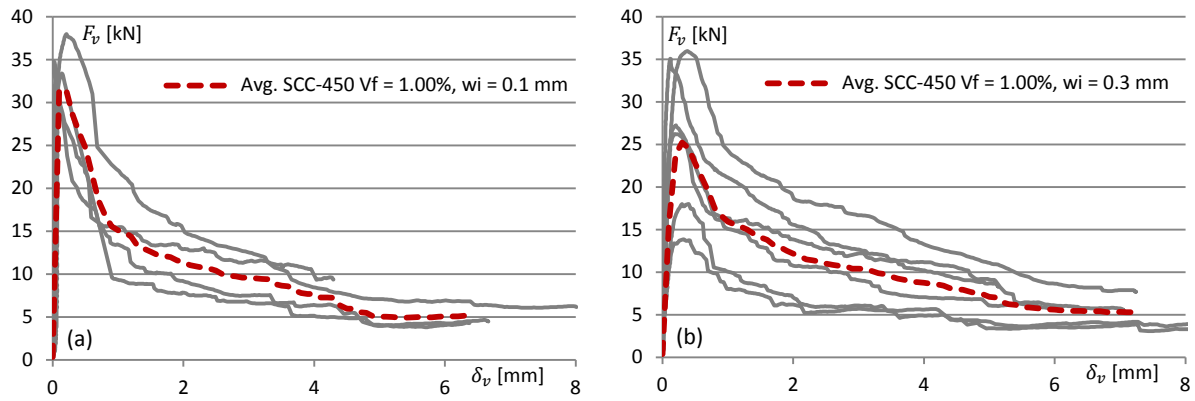 40
35
30
25
20
15
10
5
0
F_v [kN]
Avg. SCC-450 Vf = 1.00%, wi = 0.1 mm
(a)
δ_v [mm]
0 2 4 6 8
40
35
30
25
20
15
10
5
0
F_v [kN]
Avg. SCC-450 Vf = 1.00%, wi = 0.3 mm
(b)
δ_v [mm]
0 2 4 6 8